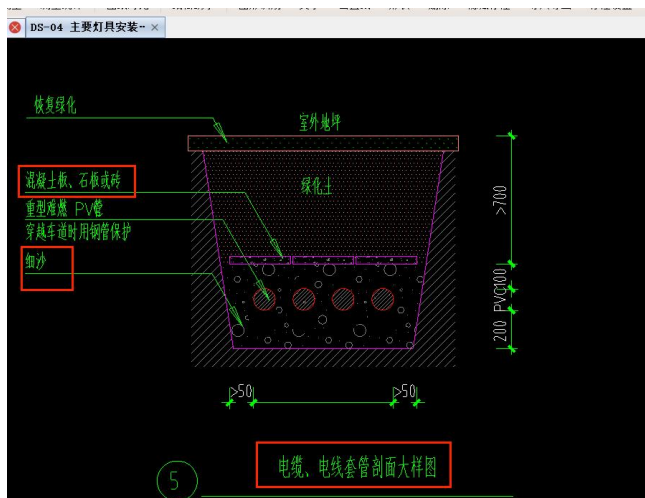 DS-04 主要灯具安装··
恢复绿化
室外地坪
混凝土板、石板或砖
绿化土
重型难燃 PV管
穿越车道时用钢管保护
细沙
>700
100
PVC
200
>50
>50
电缆、电线套管剖面大样图
5